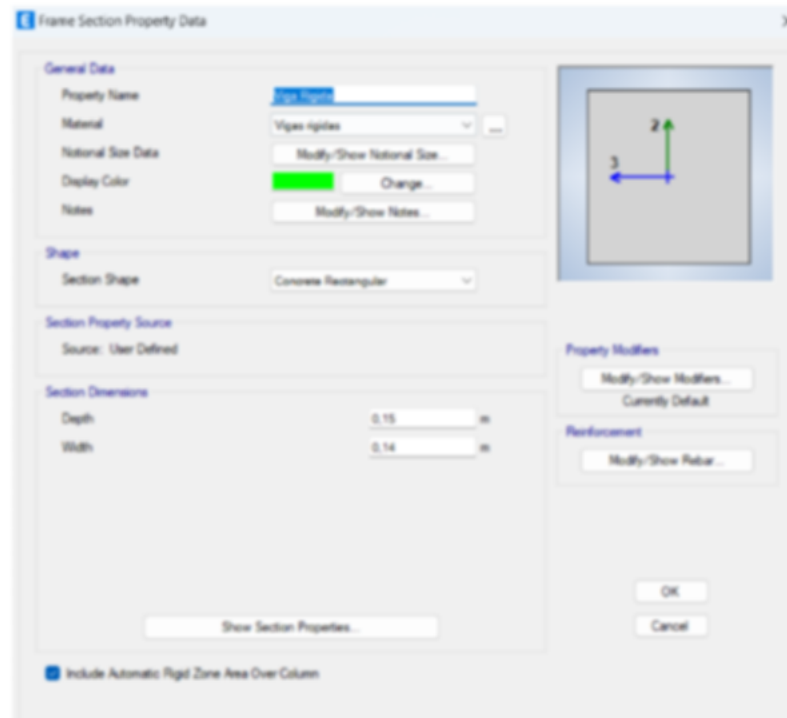 Frame Section Property Data
General Data
Property Name Viga Rigida
Material Vigas rigidas ...
Notional Size Data Modify/Show Notional Size...
Display Color Change...
Notes Modify/Show Notes...
2
3
Shape
Section Shape Concrete Rectangular
Section Property Source
Source: User Defined
Property Modifiers
Modify/Show Modifiers...
Currently Default
Section Dimensions
Depth 0,15 m
Width 0,14 m
Reinforcement
Modify/Show Rebar...
OK
Show Section Properties...
Cancel
Include Automatic Rigid Zone Area Over Column